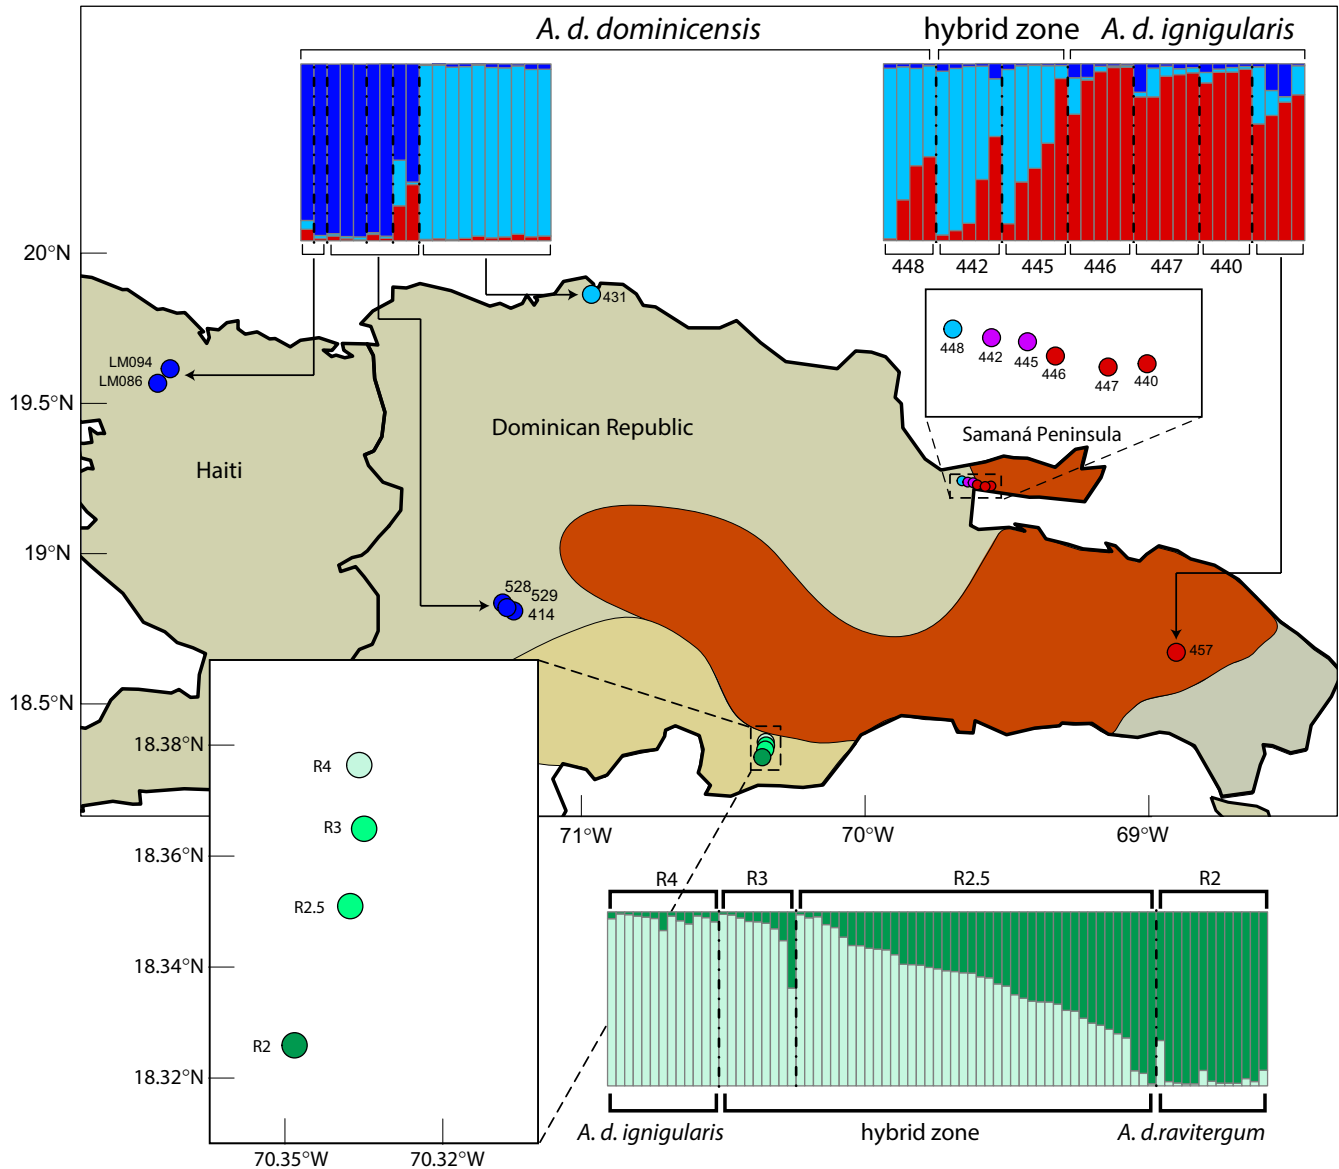 A. d. dominicensis hybrid zone A. d. ignigularis
448 442 445 446 447 440
20°N
431
448 442 445 446 447 440
LM094
LM086
19.5°N
Dominican Republic
Samaná Peninsula
Haiti
19°N
528
529
414
457
18.5°N
18.38°N
R4
R3
18.36°N
R2.5
18.34°N
R2
18.32°N
70.35°W 70.32°W
71°W 70°W 69°W
R4 R3 R2.5 R2
A. d. ignigularis hybrid zone A. d.ravitergum